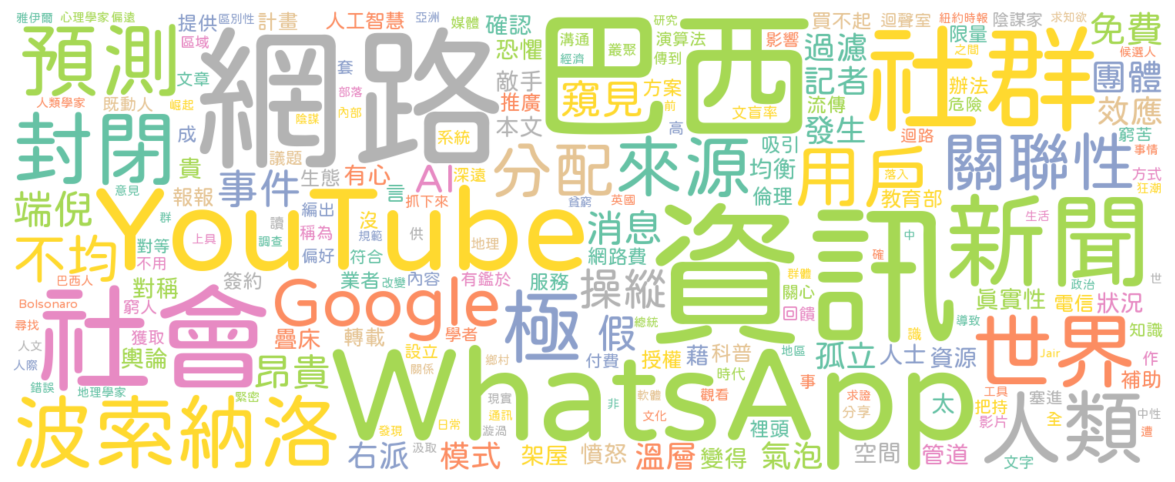 雅伊爾 心理學家 偏遠 提供 區別性 計畫 人工智慧 亞洲 媒體 確認 溝通 研究 叢聚 演算法 影響 買不起 迴聲室 陰謀家 紐約時報 求知欲 限量 免費
預測 網路 巴西 社群
區域 文章 套 恐懼 經濟 傳到 過濾 之間 候選人
人類學家 既動人 崛起 部落 敵手 窺見 方案 記者 辦法 危險 團體
陰謀 內部 推廣 前 文盲率 流傳 效應
封閉 成 系統 本文 高 發生 迴路 窮苦
貴 議題 分配 來源 吸引 用戶 關聯性 事情
端倪 意見 報報 事件 生態 有心 AI 深遠 言 均衡 倫理 落入 教育部 方式 狂潮
群 上具 讀 編出 抓下來 貧窮 英國 生活 新聞
不均 對等 調查 稱為 沒 規範 供 地理 消息 資訊 中
YouTube
巴西人 不用 對稱 偏好 符合 網路費 確
Bolsonaro 窮人 簽約 業者 改變 內容 有鑑於 服務 操縱 群體 關心 真實性 政治 電信 世 狀況
社會 Google 極 假 總統 回饋 導致 世界
尋找 獲取 疊床 轉載 學者 識 知識
人文 輿論 設立 關係 鄉村 付費 授權 藉 科普 地區 孤立 人士 資源 Jair 作
人際 昂貴 WhatsApp 時代 事 補助
錯誤 地理學家 緊密 現實 軟體 非 觀看 工具
波索納洛 通訊 文化 求證 分享 太 把持 塞進 中性 人類
發現 漩渦 日常 裡頭 影片 全 遭
右派 汲取 模式 架屋 憤怒 溫層 變得 氣泡 空間 管道 文字